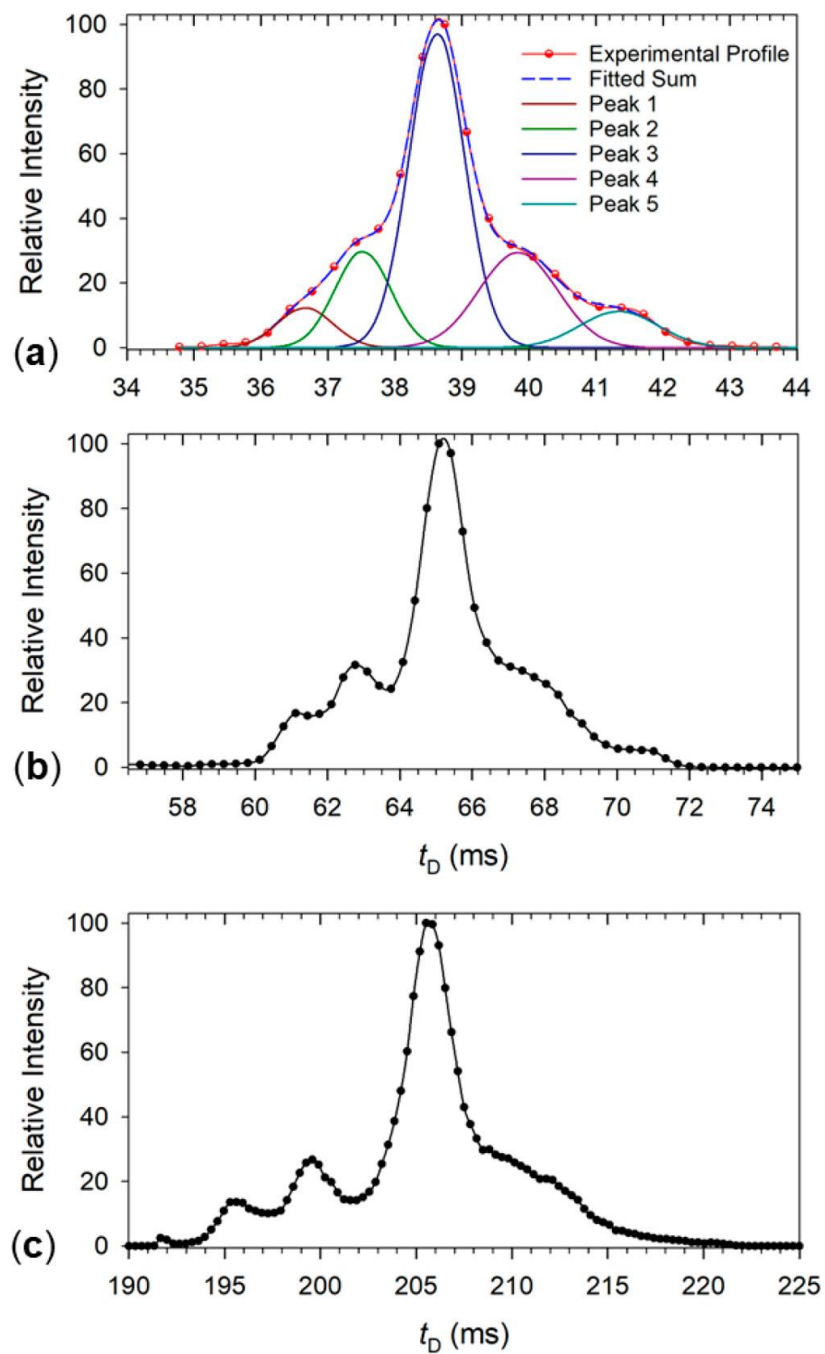 100
80
60
40
20
0
Relative Intensity
Experimental Profile
Fitted Sum
Peak 1
Peak 2
Peak 3
Peak 4
Peak 5
(a)
34 35 36 37 38 39 40 41 42 43 44
100
80
60
40
20
0
Relative Intensity
(b)
58 60 62 64 66 68 70 72 74
tD (ms)
100
80
60
40
20
0
Relative Intensity
(c)
190 195 200 205 210 215 220 225
tD (ms)